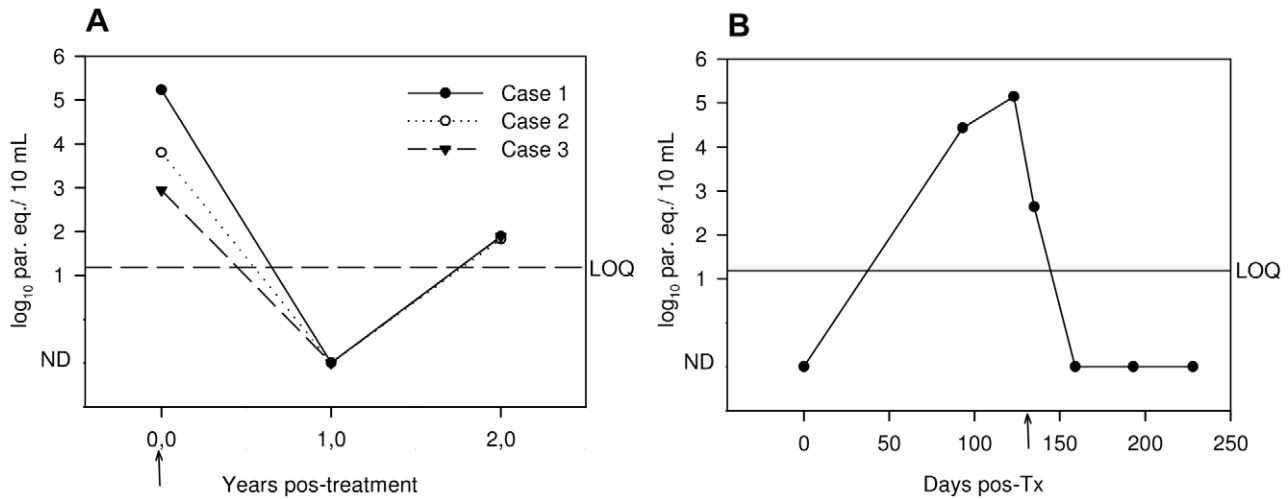 A
6
5
4
3
2
1
ND
log10 par. eq./ 10 mL
Case 1
Case 2
Case 3
LOQ
0,0
1,0
2,0
Years pos-treatment
B
6
5
4
3
2
1
ND
log10 par. eq./ 10 mL
LOQ
0
50
100
150
200
250
Days pos-Tx